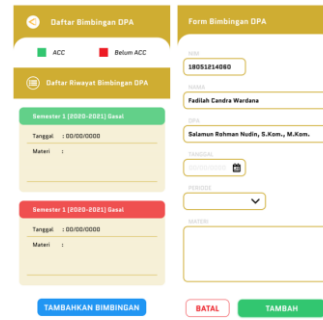 Daftar Bimbingan DPA
ACC
Belum ACC
Daftar Riwayat Bimbingan DPA
Semester 1 (2020-2021) Gasal
Tanggal : 00/00/0000
Materi :
Semester 1 (2020-2021) Gasal
Tanggal : 00/00/0000
Materi :
TAMBAHKAN BIMBINGAN
Form Bimbingan DPA
NIM
18051214080
NAMA
Fadilah Candra Wardana
DPA
Salamun Rohman Nudin, S.Kom., M.Kom.
TANGGAL
PERIODE
MATERI
BATAL
TAMBAH